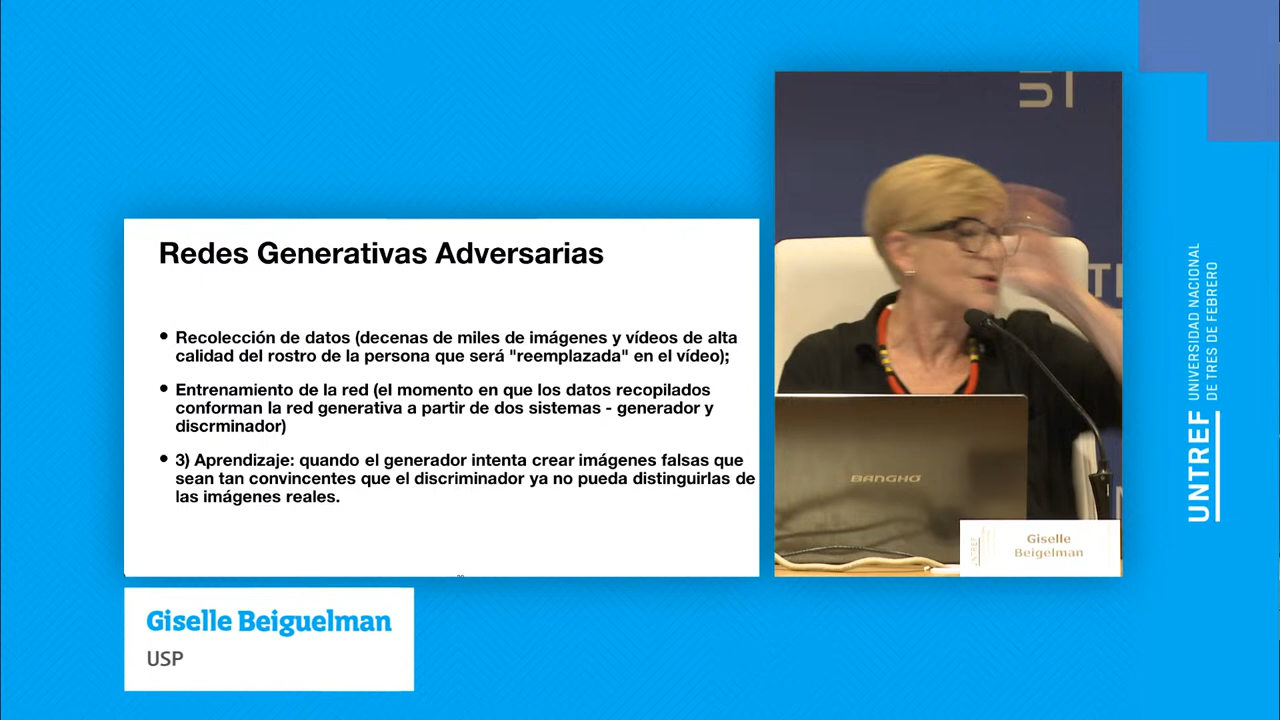 Redes Generativas Adversarias
• Recolección de datos (decenas de miles de imágenes y vídeos de alta
calidad del rostro de la persona que será "reemplazada" en el vídeo);
• Entrenamiento de la red (el momento en que los datos recopilados
conforman la red generativa a partir de dos sistemas - generador y
discrminador)
• 3) Aprendizaje: quando el generador intenta crear imágenes falsas que
sean tan convincentes que el discriminador ya no pueda distinguirlas de
las imágenes reales.
BANGHO
Giselle
Beigelman
Giselle Beiguelman
USP
UNTREF
UNIVERSIDAD NACIONAL
DE TRES DE FEBRERO